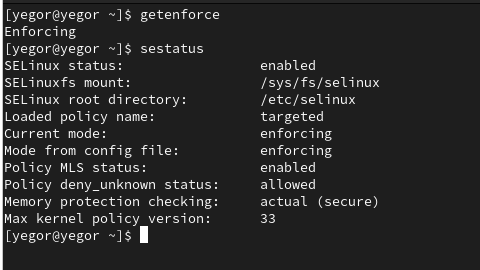 [yegor@yegor ~]$ getenforce
Enforcing
[yegor@yegor ~]$ sestatus
SELinux status:                 enabled
SELinuxfs mount:                /sys/fs/selinux
SELinux root directory:         /etc/selinux
Loaded policy name:             targeted
Current mode:                   enforcing
Mode from config file:          enforcing
Policy MLS status:              enabled
Policy deny_unknown status:     allowed
Memory protection checking:     actual (secure)
Max kernel policy version:      33
[yegor@yegor ~]$